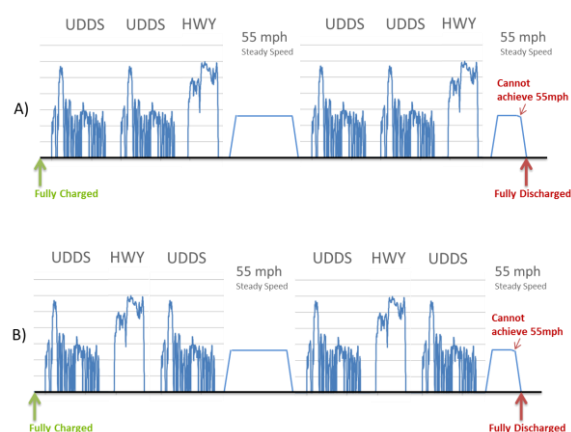 UDDS UDDS HWY 55 mph UDDS UDDS HWY 55 mph
Steady Speed Steady Speed
A)
Cannot
achieve 55mph
Fully Charged Fully Discharged
UDDS HWY UDDS 55 mph UDDS HWY UDDS 55 mph
Steady Speed Steady Speed
B)
Cannot
achieve 55mph
Fully Charged Fully Discharged